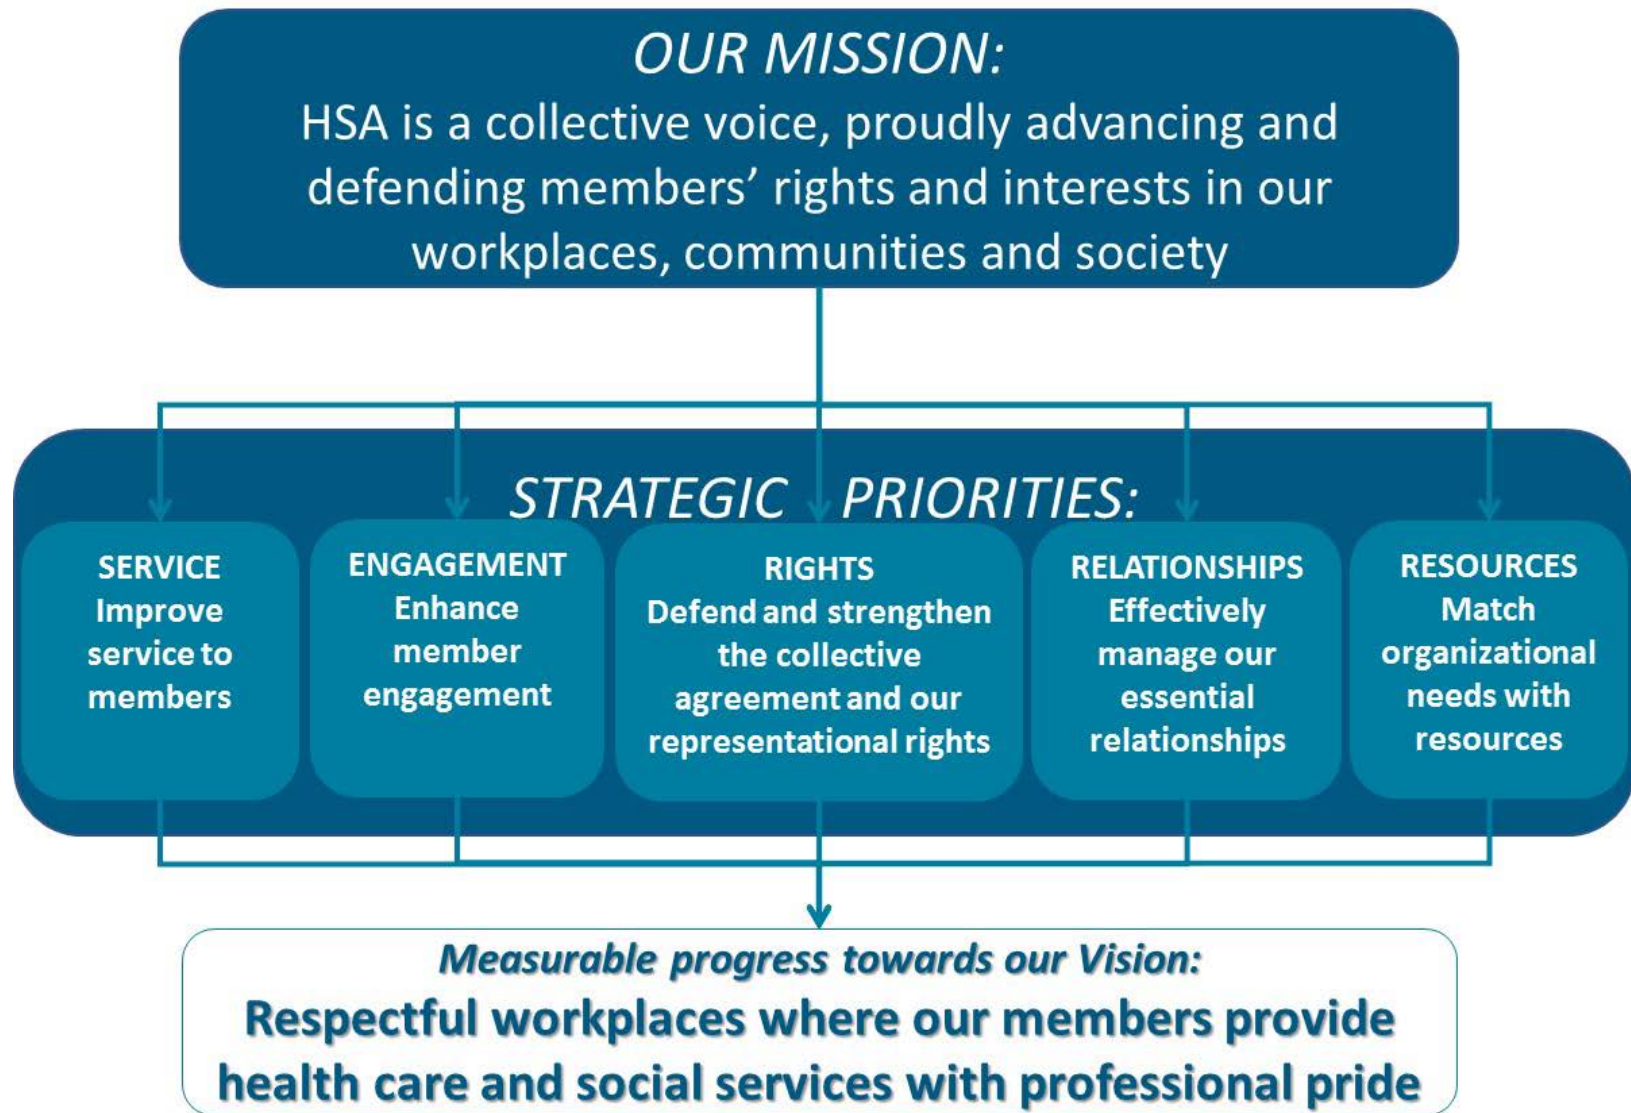 OUR MISSION:
HSA is a collective voice, proudly advancing and
defending members’ rights and interests in our
workplaces, communities and society
STRATEGIC PRIORITIES:
SERVICE
Improve
service to
members
ENGAGEMENT
Enhance
member
engagement
RIGHTS
Defend and strengthen
the collective
agreement and our
representational rights
RELATIONSHIPS
Effectively
manage our
essential
relationships
RESOURCES
Match
organizational
needs with
resources
Measurable progress towards our Vision:
Respectful workplaces where our members provide
health care and social services with professional pride